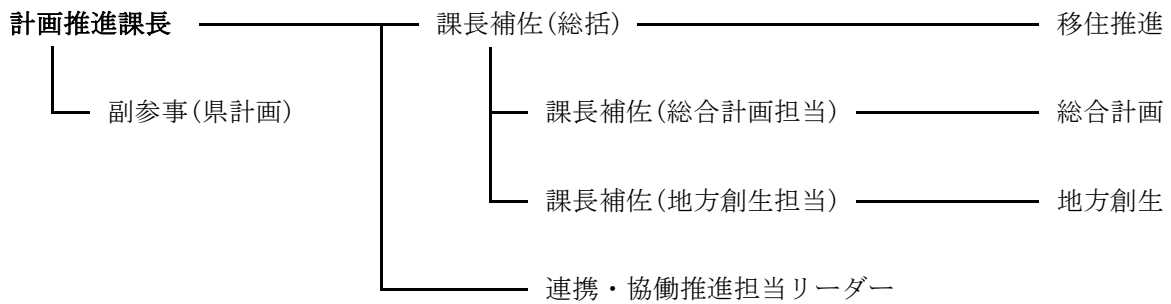 計画推進課長 課長補佐(総括) 移住推進
副参事(県計画) 課長補佐(総合計画担当) 総合計画
課長補佐(地方創生担当) 地方創生
連携・協働推進担当リーダー